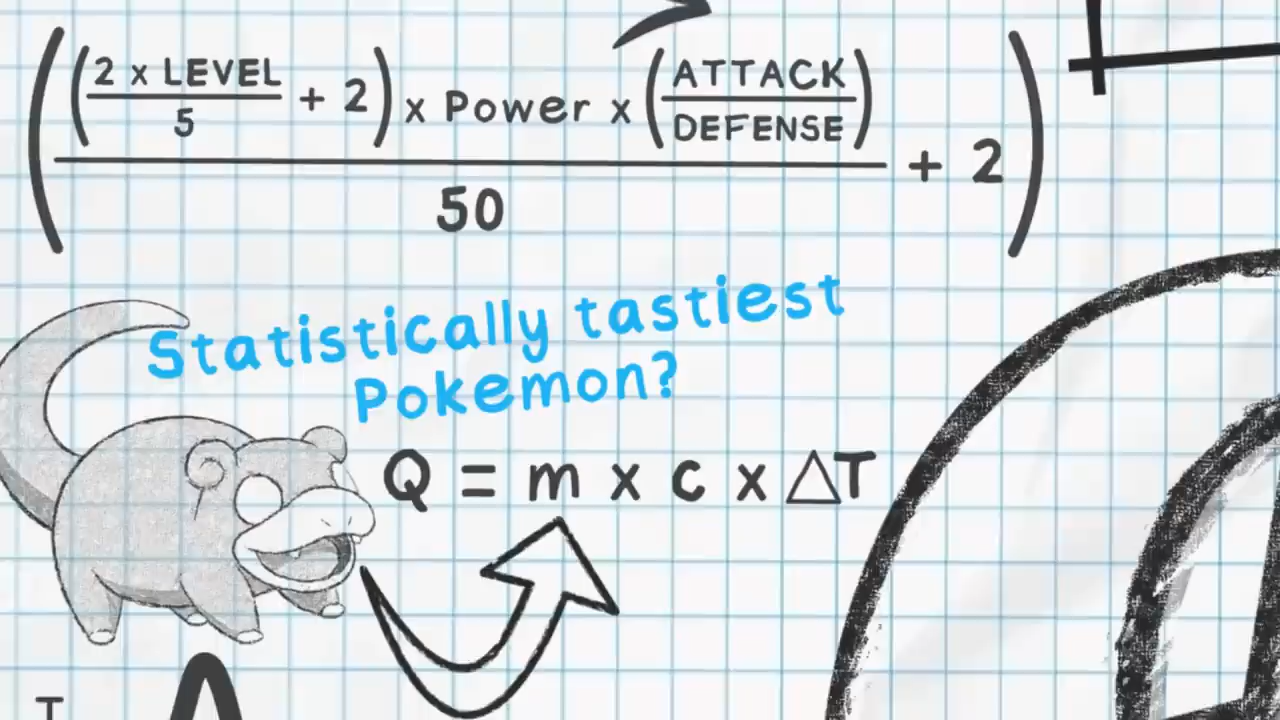 ((2 x LEVEL / 5 + 2) x Power x (ATTACK / DEFENSE) / 50 + 2)
Statistically tastiest
Pokemon?
Q = m x c x △T
I